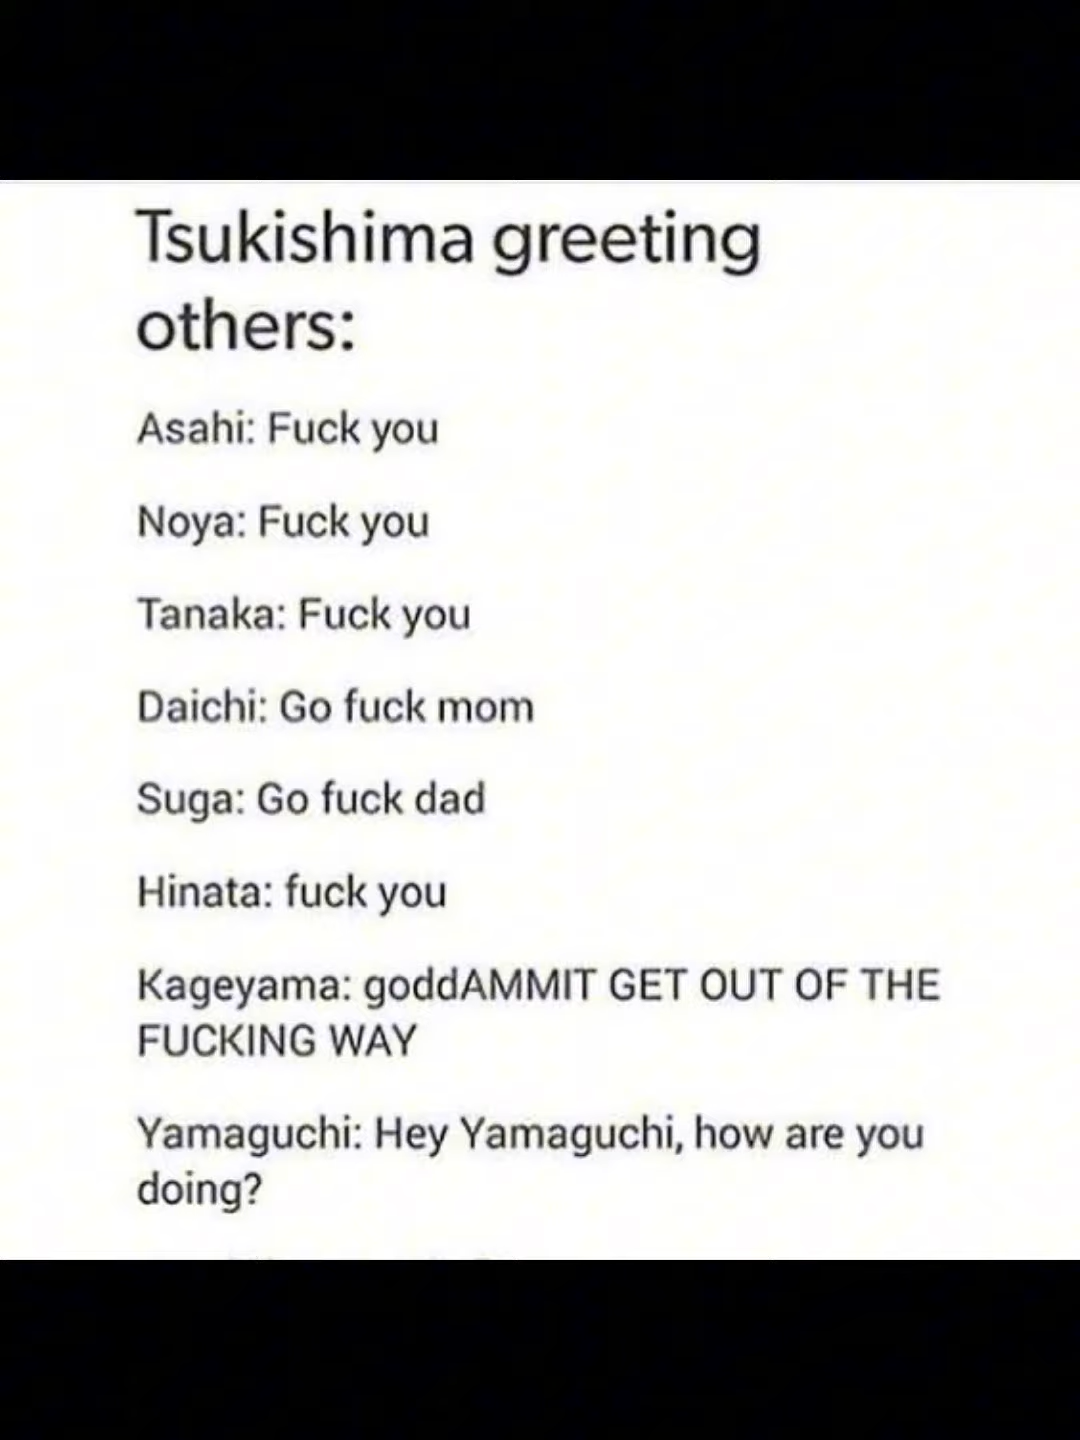 Tsukishima greeting
others:
Asahi: Fuck you
Noya: Fuck you
Tanaka: Fuck you
Daichi: Go fuck mom
Suga: Go fuck dad
Hinata: fuck you
Kageyama: goddAMMIT GET OUT OF THE
FUCKING WAY
Yamaguchi: Hey Yamaguchi, how are you
doing?